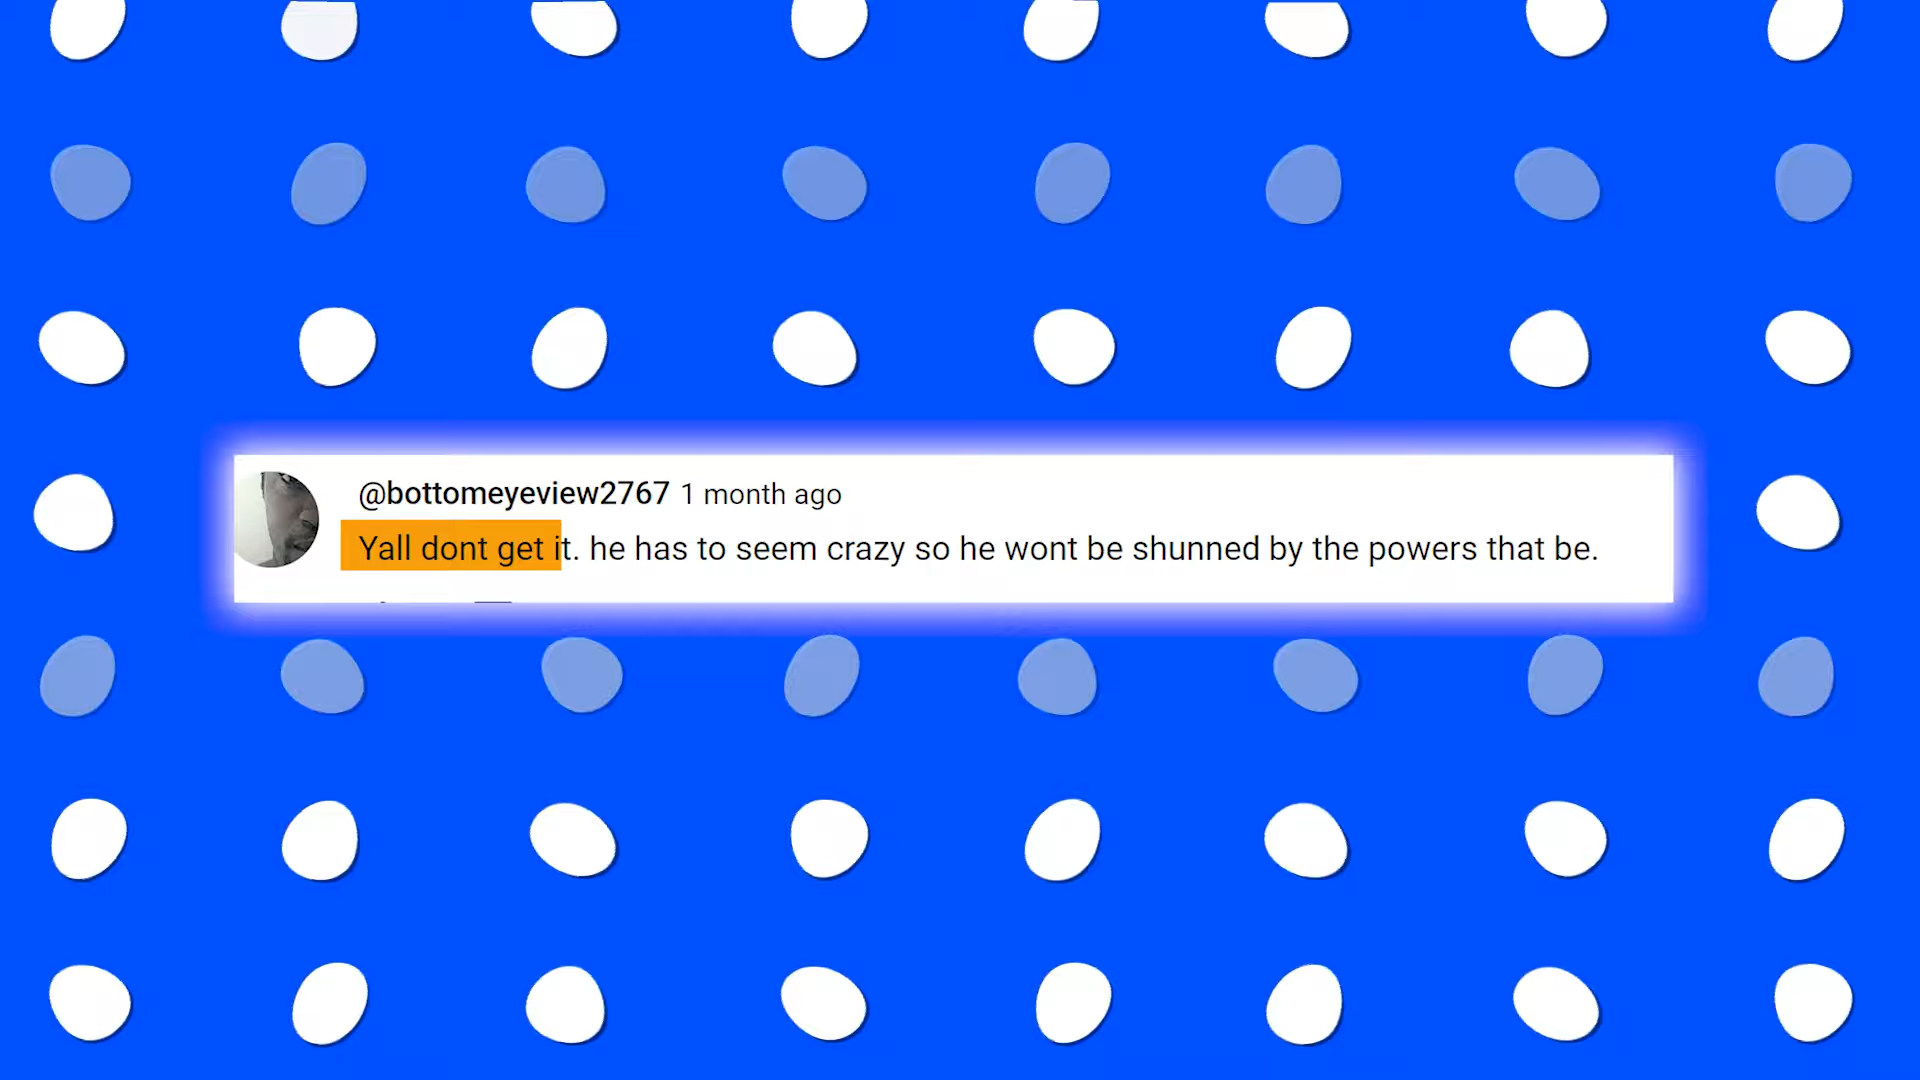 @bottomeyeview2767 1 month ago
Yall dont get it. he has to seem crazy so he wont be shunned by the powers that be.